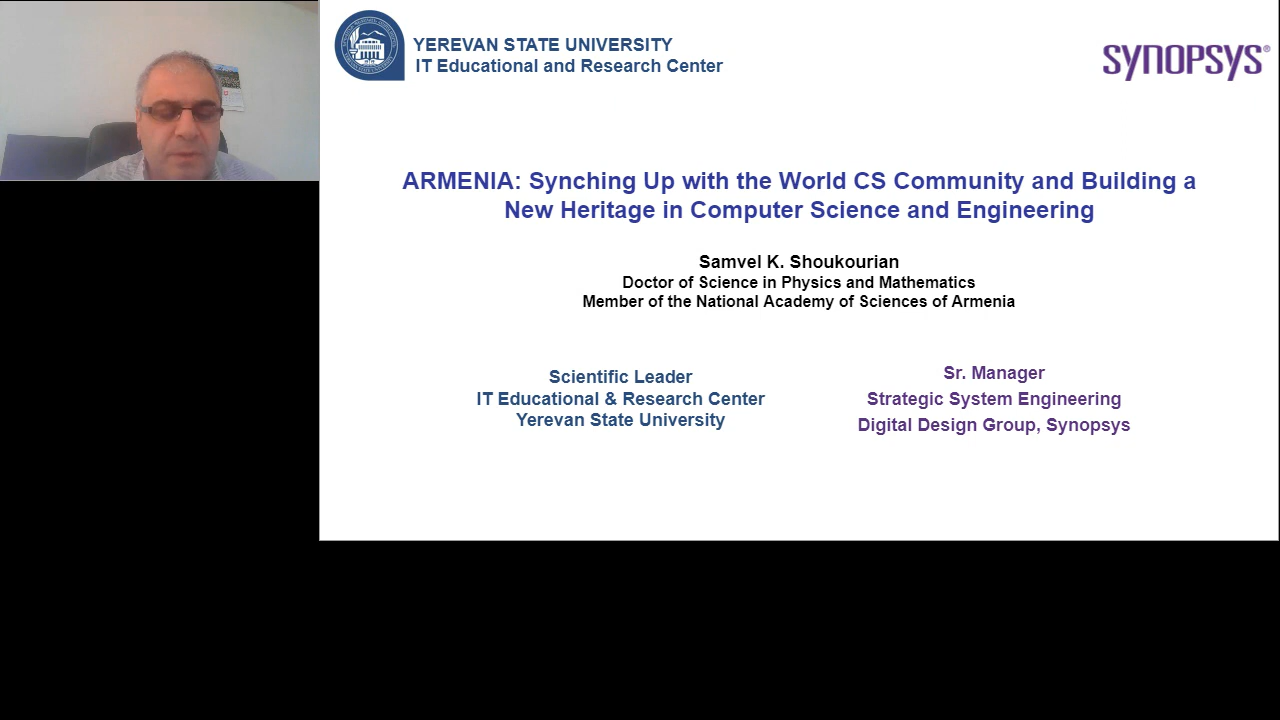 YEREVAN STATE UNIVERSITY
IT Educational and Research Center
SYNOPSYS®
ARMENIA: Synching Up with the World CS Community and Building a
New Heritage in Computer Science and Engineering
Samvel K. Shoukourian
Doctor of Science in Physics and Mathematics
Member of the National Academy of Sciences of Armenia
Scientific Leader
IT Educational & Research Center
Yerevan State University
Sr. Manager
Strategic System Engineering
Digital Design Group, Synopsys